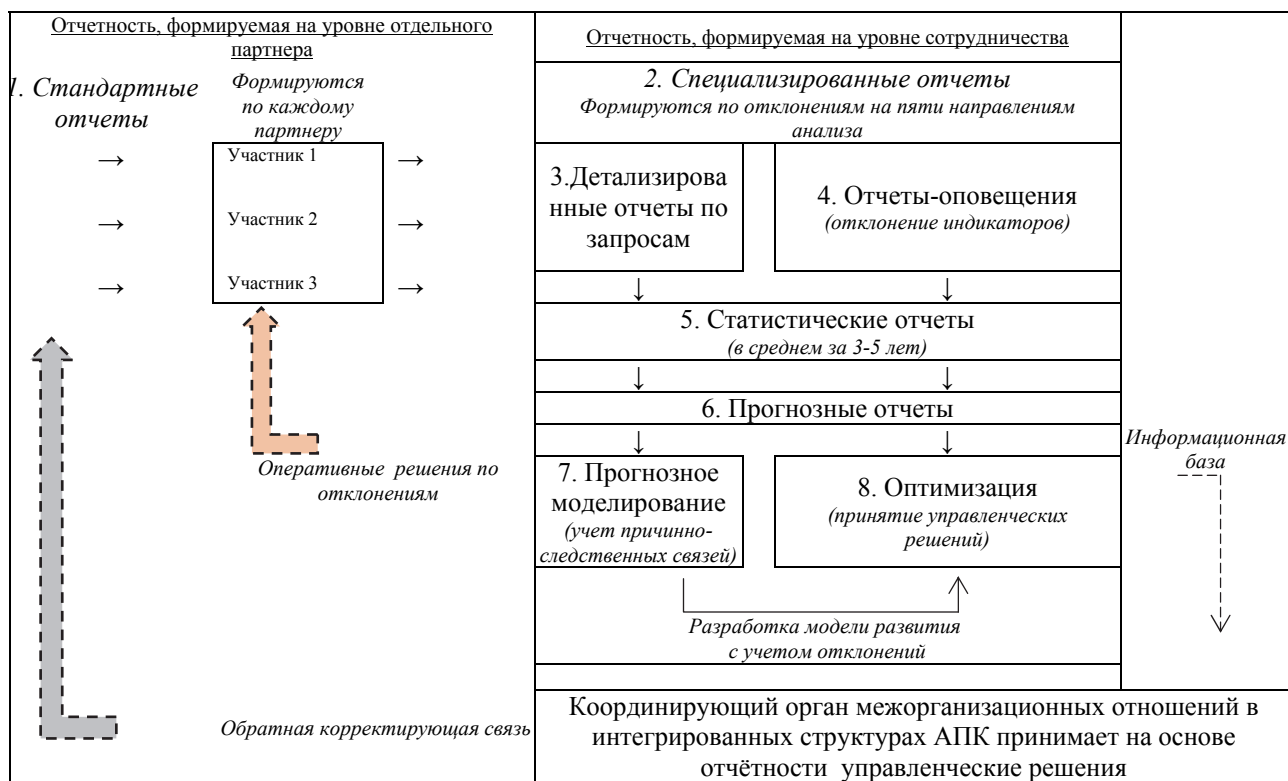 Отчетность, формируемая на уровне отдельного
партнера
1. Стандартные
отчеты
Формируются
по каждому
партнеру
→ Участник 1 →
→ Участник 2 →
→ Участник 3 →
Оперативные решения по
отклонениям
Обратная корректирующая связь
Отчетность, формируемая на уровне сотрудничества
2. Специализированные отчеты
Формируются по отклонениям на пяти направлениям
анализа
3.Детализирова
нные отчеты по
запросам
4. Отчеты-оповещения
(отклонение индикаторов)
↓ ↓
5. Статистические отчеты
(в среднем за 3-5 лет)
↓ ↓
6. Прогнозные отчеты
↓ ↓
7. Прогнозное
моделирование
(учет причинно-
следственных связей)
8. Оптимизация
(принятие управленческих
решений)
Разработка модели развития
с учетом отклонений
Информационная
база
Координирующий орган межорганизационных отношений в
интегрированных структурах АПК принимает на основе
отчётности управленческие решения